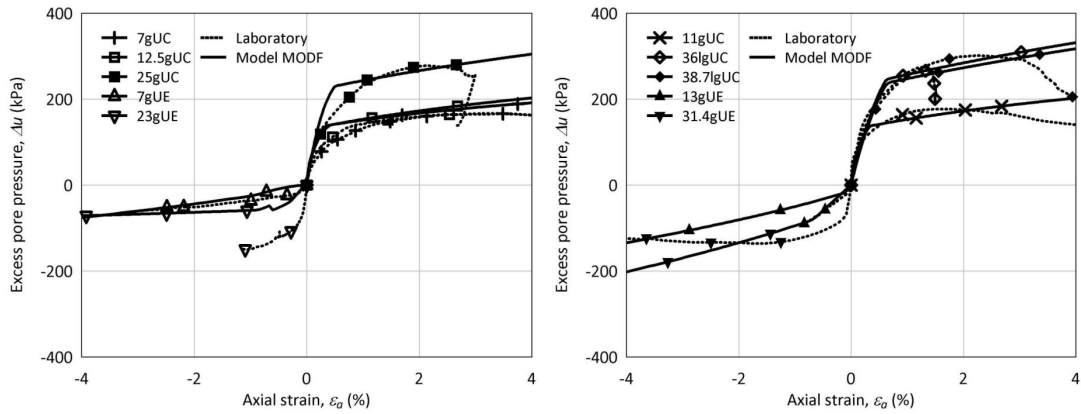 400
300
200
0
-200
-400
-4
-2
0
2
4
Excess pore pressure, Δu (kPa)
Axial strain, εa (%)
7gUC
12.5gUC
25gUC
7gUE
23gUE
Laboratory
Model MODF
400
300
200
0
-200
-400
-4
-2
0
2
4
Excess pore pressure, Δu (kPa)
Axial strain, εa (%)
11gUC
36lgUC
38.7lgUC
13gUE
31.4gUE
Laboratory
Model MODF